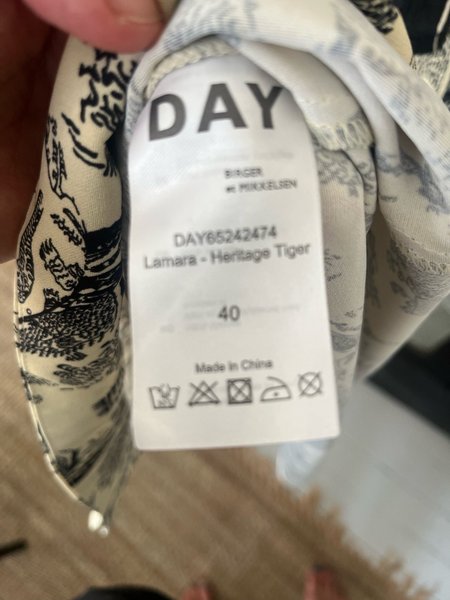 DAY
BIRGER
et MIKKELSEN
DAY65242474
Lamara - Heritage Tiger
40
Made In China